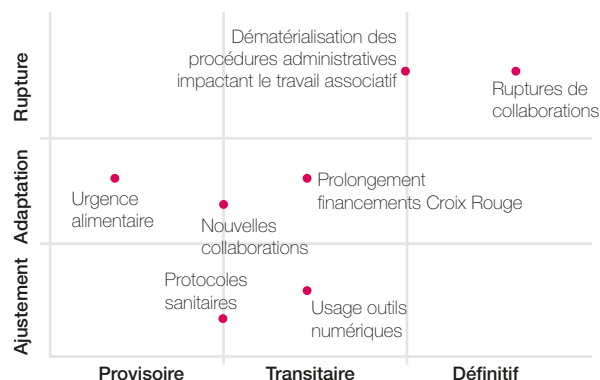 Rupture
Dématérialisation des
procédures administratives
impactant le travail associatif
Ruptures de
collaborations
Adaptation
Urgence
alimentaire
Nouvelles
collaborations
Prolongement
financements Croix Rouge
Ajustement
Protocoles
sanitaires
Usage outils
numériques
Provisoire
Transitaire
Définitif